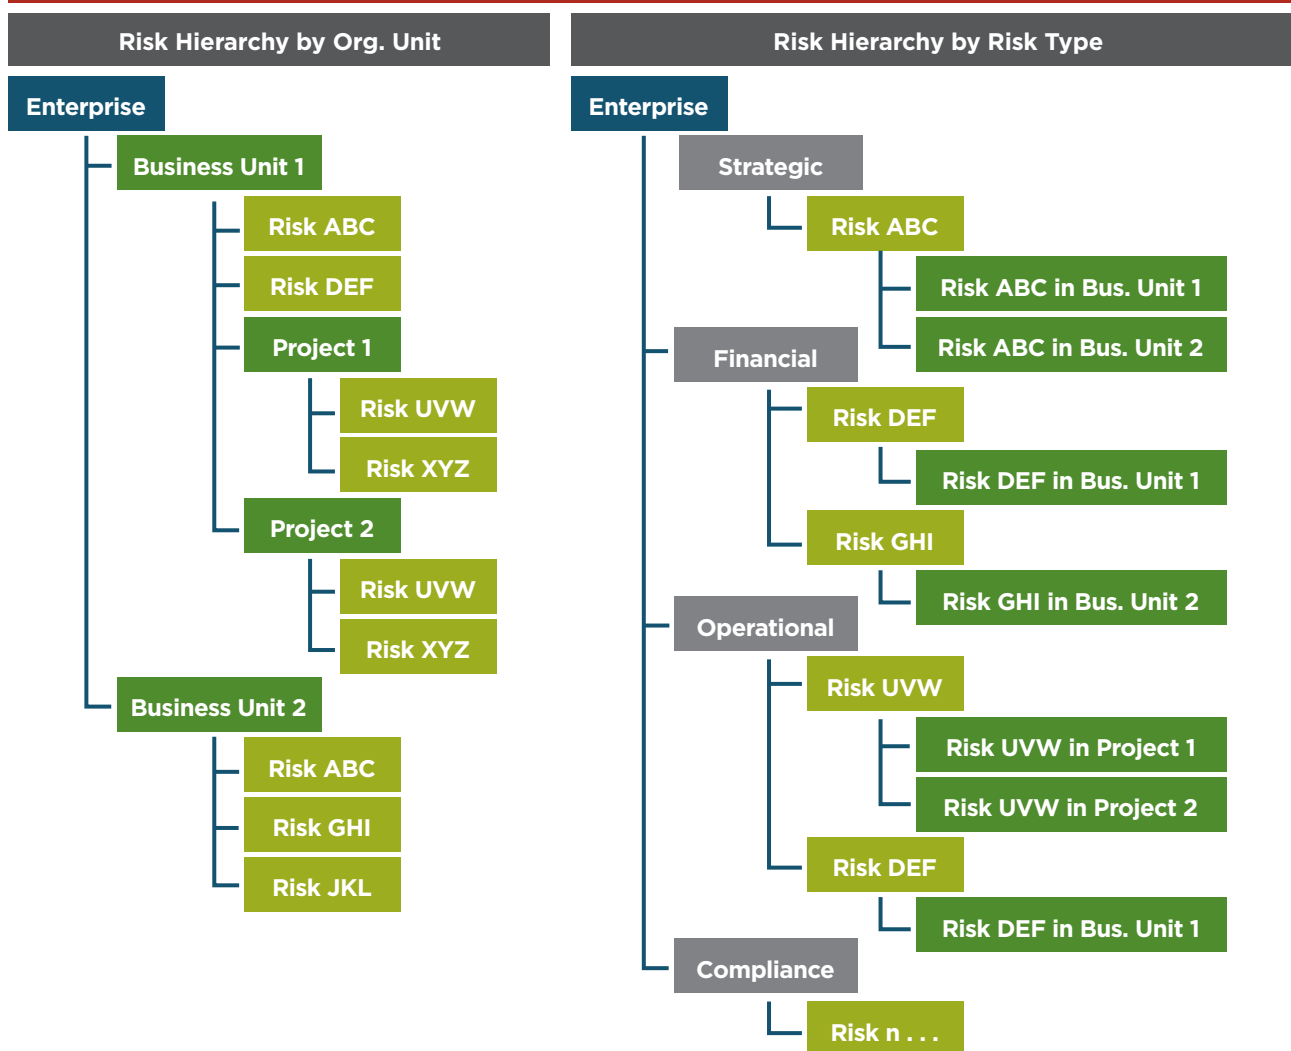 Risk Hierarchy by Org. Unit
Enterprise
Business Unit 1
Risk ABC
Risk DEF
Project 1
Risk UVW
Risk XYZ
Project 2
Risk UVW
Risk XYZ
Business Unit 2
Risk ABC
Risk GHI
Risk JKL
Risk Hierarchy by Risk Type
Enterprise
Strategic
Risk ABC
Risk ABC in Bus. Unit 1
Risk ABC in Bus. Unit 2
Financial
Risk DEF
Risk DEF in Bus. Unit 1
Risk GHI
Risk GHI in Bus. Unit 2
Operational
Risk UVW
Risk UVW in Project 1
Risk UVW in Project 2
Risk DEF
Risk DEF in Bus. Unit 1
Compliance
Risk n . . .